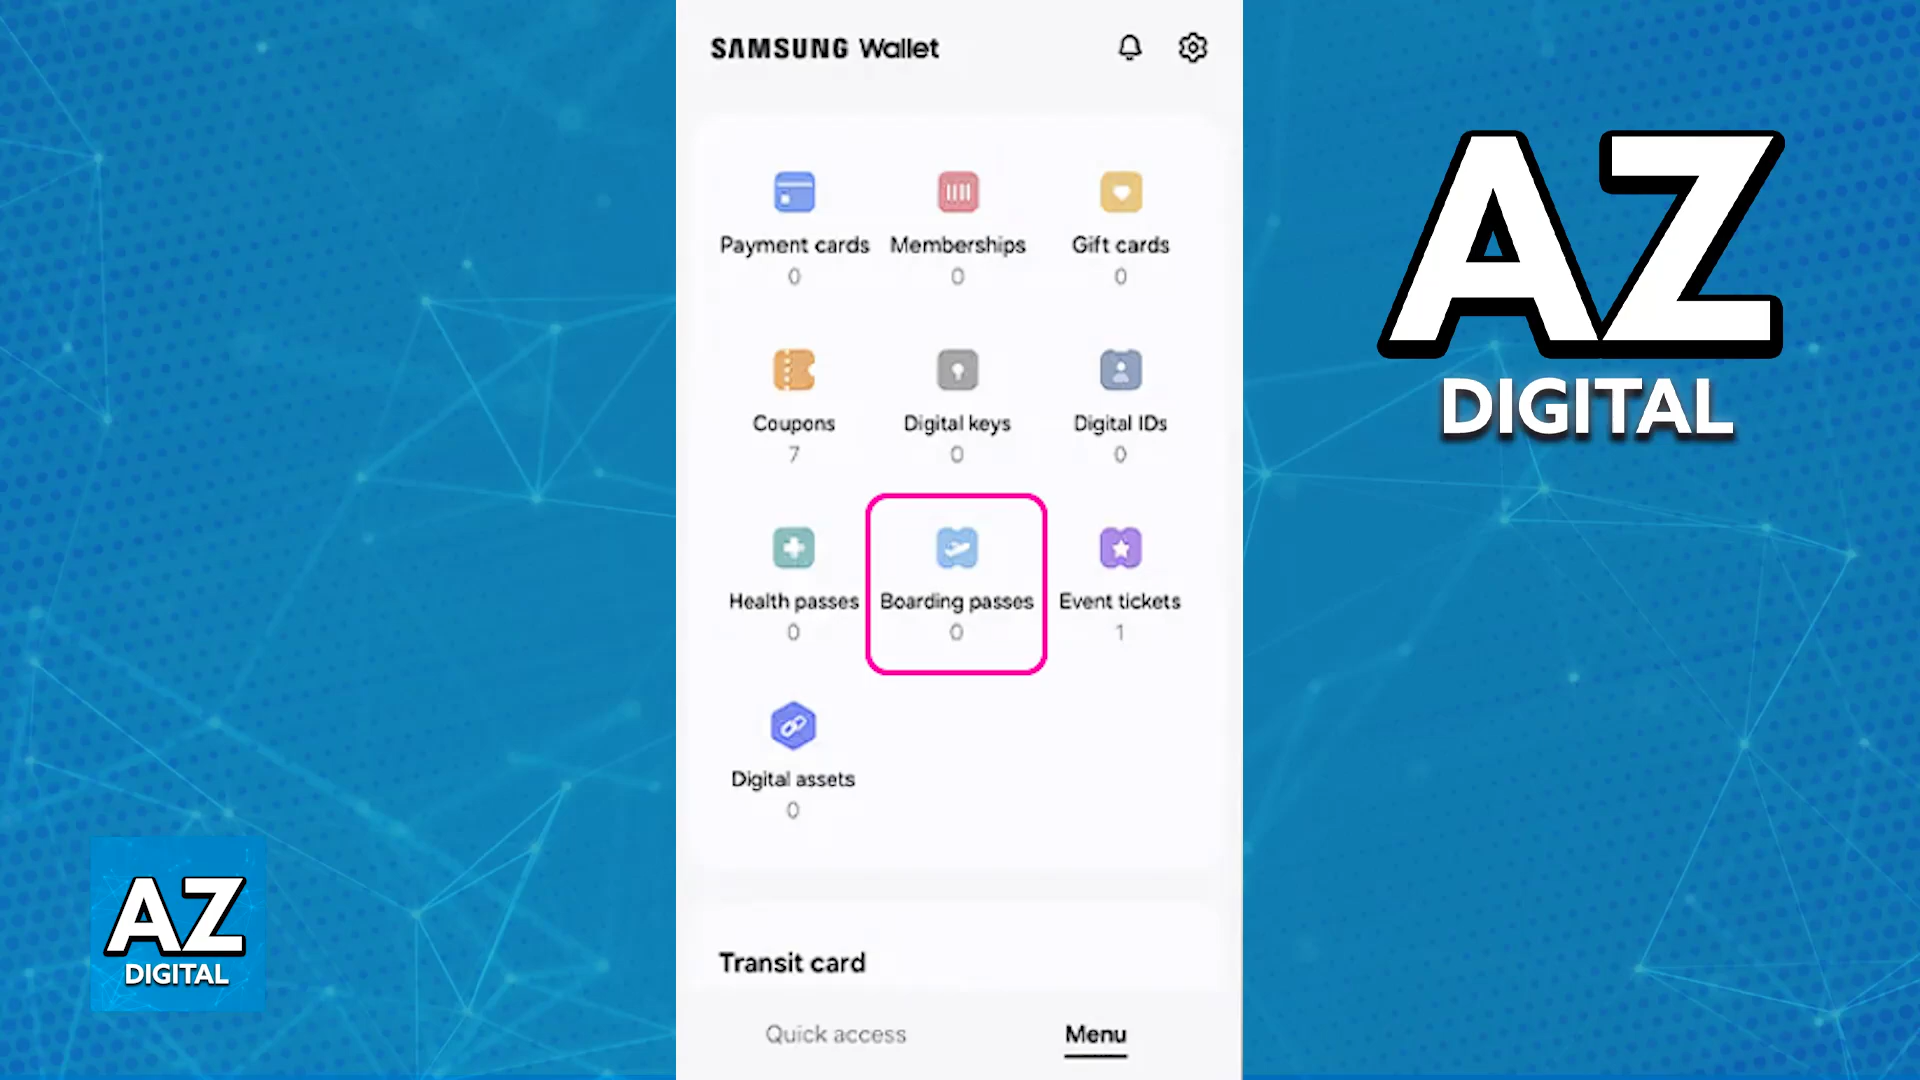 SAMSUNG Wallet
Payment cards
0
Memberships
0
Gift cards
0
Coupons
7
Digital keys
0
Digital IDs
0
Health passes
0
Boarding passes
0
Event tickets
1
Digital assets
0
Transit card
Quick access
Menu
AZ
DIGITAL
AZ
DIGITAL